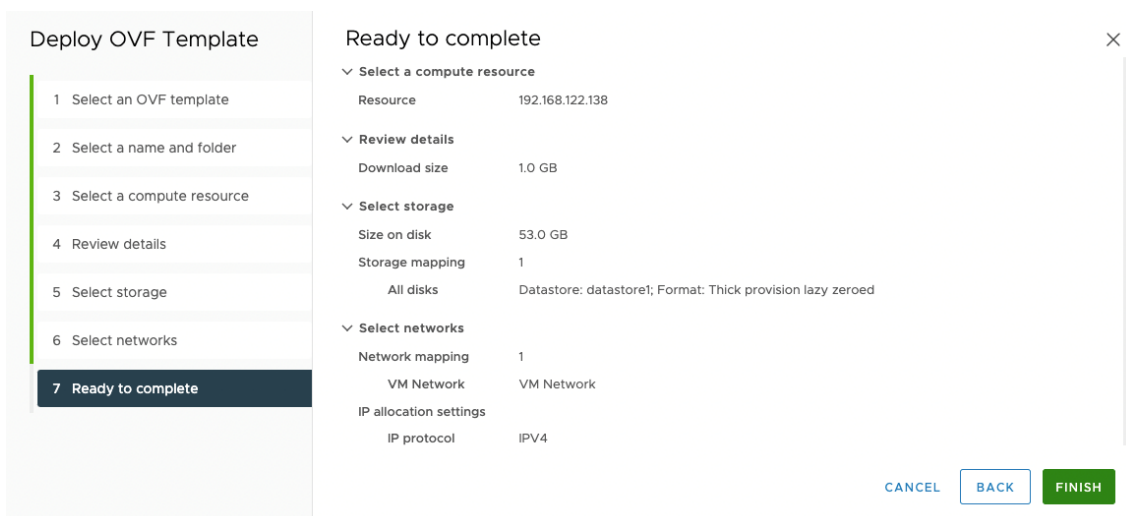 Deploy OVF Template
1 Select an OVF template
2 Select a name and folder
3 Select a compute resource
4 Review details
5 Select storage
6 Select networks
7 Ready to complete
Ready to complete
Select a compute resource
Resource 192.168.122.138
Review details
Download size 1.0 GB
Select storage
Size on disk 53.0 GB
Storage mapping 1
All disks Datastore: datastore1; Format: Thick provision lazy zeroed
Select networks
Network mapping 1
VM Network VM Network
IP allocation settings
IP protocol IPV4
CANCEL BACK FINISH